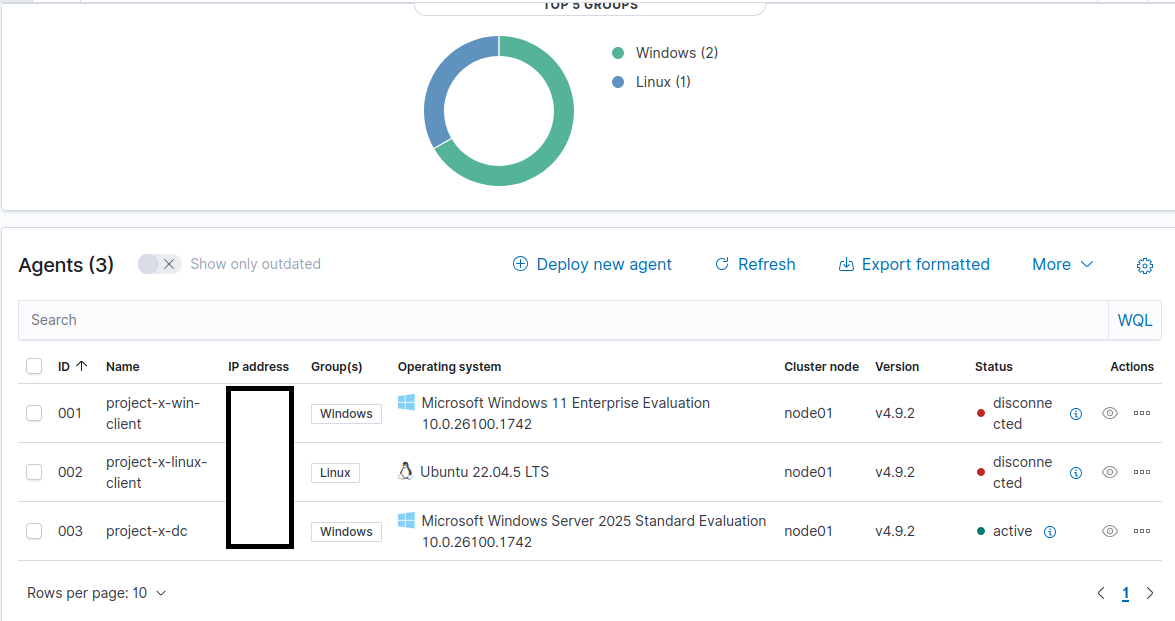 TOP 5 GROUPS
Windows (2)
Linux (1)
Agents (3)
Show only outdated
Deploy new agent
Refresh
Export formatted
More
Search
WQL
ID
Name
IP address
Group(s)
Operating system
Cluster node
Version
Status
Actions
001
project-x-win-
client
Windows
Microsoft Windows 11 Enterprise Evaluation
10.0.26100.1742
node01
v4.9.2
disconne
cted
002
project-x-linux-
client
Linux
Ubuntu 22.04.5 LTS
node01
v4.9.2
disconne
cted
003
project-x-dc
Windows
Microsoft Windows Server 2025 Standard Evaluation
10.0.26100.1742
node01
v4.9.2
active
Rows per page: 10
1